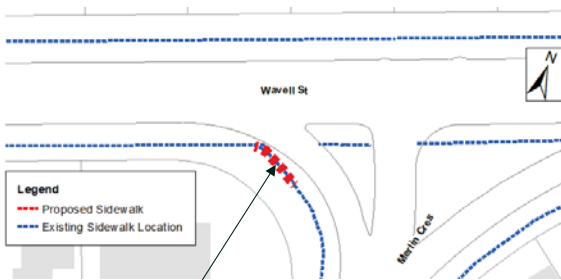 Wavell St
N
Legend
Proposed Sidewalk
Existing Sidewalk Location
Merlin Cres